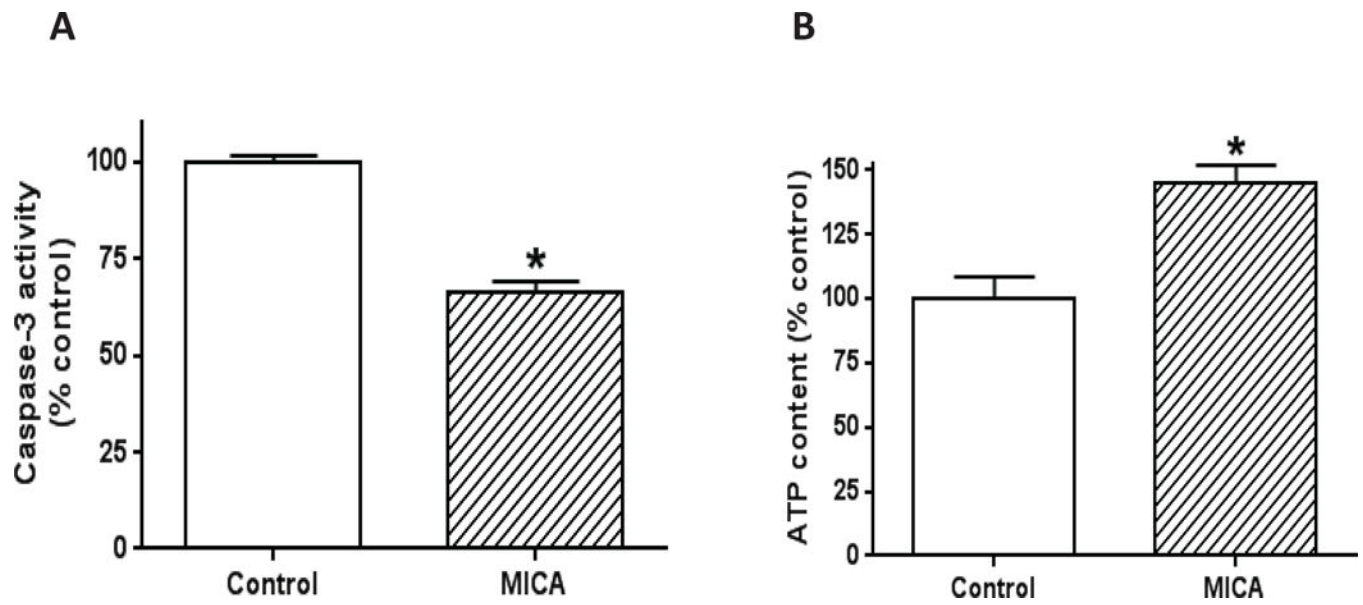 A
Caspase-3 activity
(% control)
100
75
50
25
0
*
Control
MICA
B
ATP content (% control)
150
125
100
75
50
25
0
*
Control
MICA